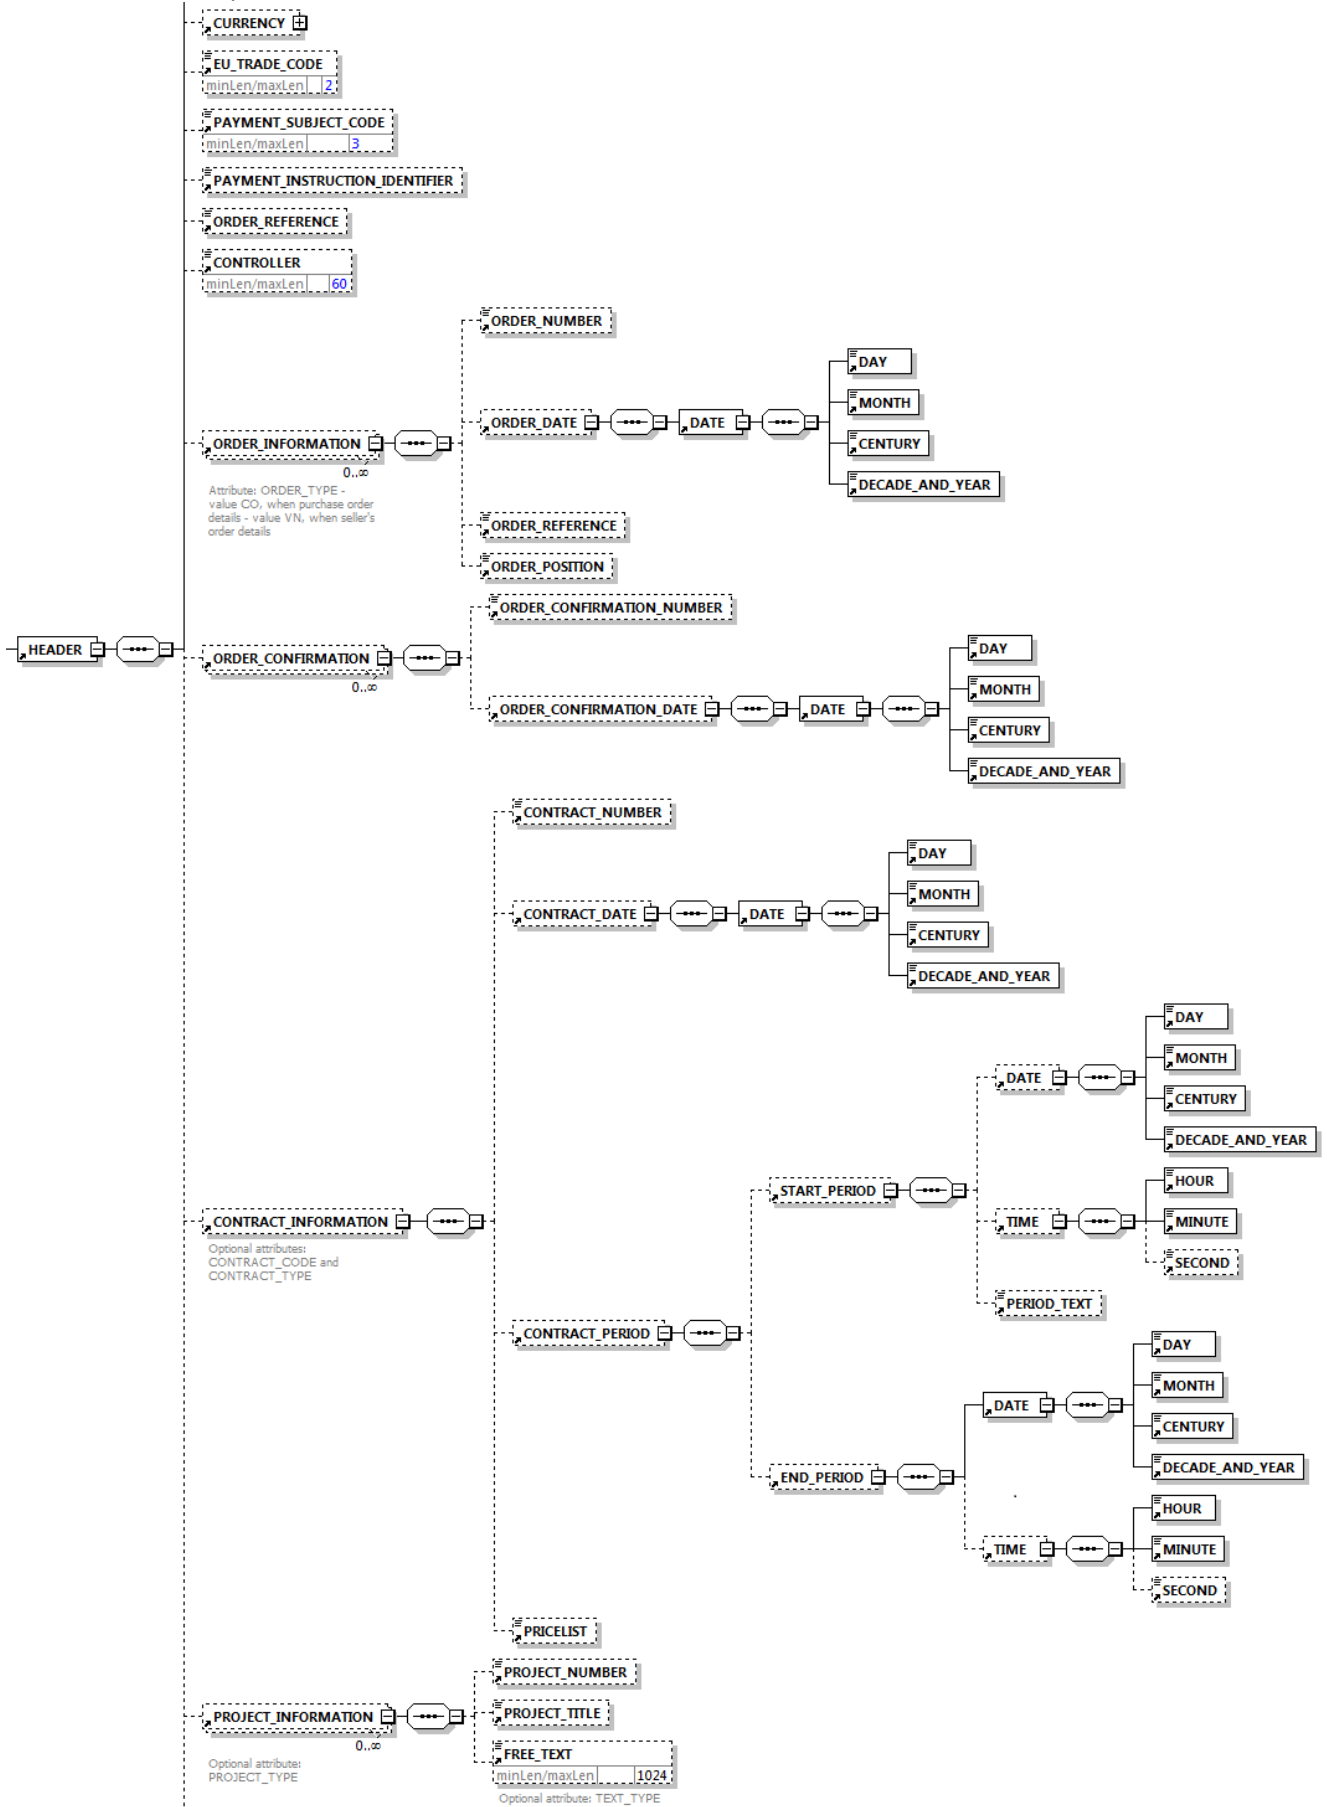 CURRENCY
EU_TRADE_CODE
minLen/maxLen 2
PAYMENT_SUBJECT_CODE
minLen/maxLen 3
PAYMENT_INSTRUCTION_IDENTIFIER
ORDER_REFERENCE
CONTROLLER
minLen/maxLen 60
ORDER_NUMBER
DAY
MONTH
ORDER_DATE DATE
ORDER_INFORMATION
CENTURY
0..∞
DECADE_AND_YEAR
Attribute: ORDER_TYPE -
value CO, when purchase order
details - value VN, when seller's
order details
ORDER_REFERENCE
ORDER_POSITION
ORDER_CONFIRMATION_NUMBER
HEADER
ORDER_CONFIRMATION
0..∞
DAY
MONTH
ORDER_CONFIRMATION_DATE DATE
CENTURY
DECADE_AND_YEAR
CONTRACT_NUMBER
DAY
MONTH
CONTRACT_DATE DATE
CENTURY
DECADE_AND_YEAR
DAY
MONTH
DATE
CENTURY
DECADE_AND_YEAR
START_PERIOD
HOUR
CONTRACT_INFORMATION
TIME
MINUTE
Optional attributes:
CONTRACT_CODE and
CONTRACT_TYPE
SECOND
PERIOD_TEXT
CONTRACT_PERIOD
DAY
MONTH
DATE
CENTURY
DECADE_AND_YEAR
END_PERIOD
HOUR
TIME
MINUTE
SECOND
PRICELIST
PROJECT_NUMBER
PROJECT_INFORMATION
0..∞
PROJECT_TITLE
FREE_TEXT
minLen/maxLen 1024
Optional attribute:
PROJECT_TYPE
Optional attribute: TEXT_TYPE